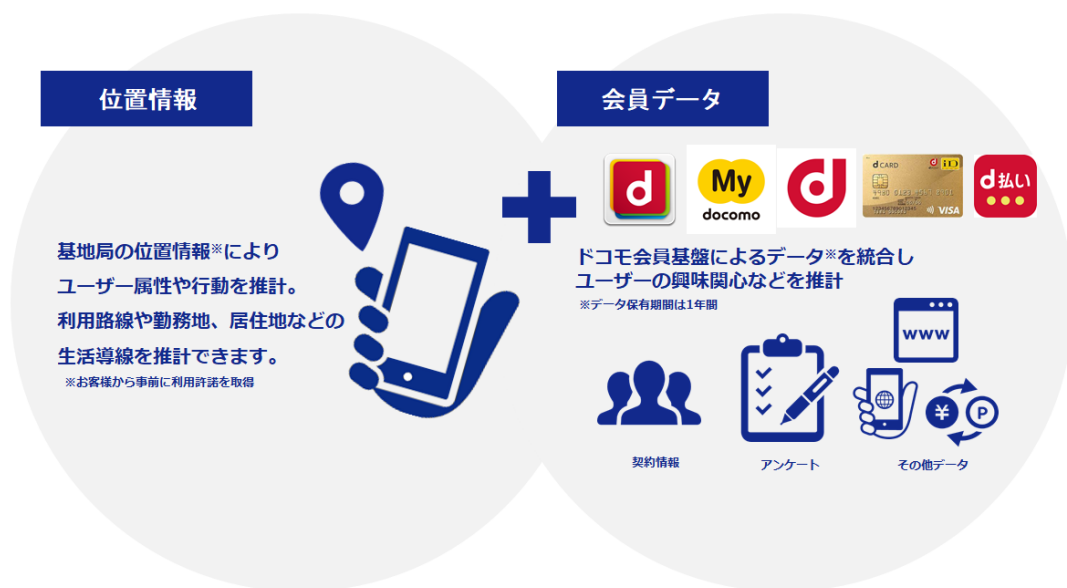 位置情報
基地局の位置情報※により
ユーザー属性や行動を推計。
利用路線や勤務地、居住地などの
生活導線を推計できます。
※お客様から事前に利用許諾を取得
会員データ
d
My
docomo
d
d CARD
iD
VISA
d払い
ドコモ会員基盤によるデータ※を統合し
ユーザーの興味関心などを推計
※データ保有期間は1年間
契約情報
アンケート
www
¥
P
その他データ